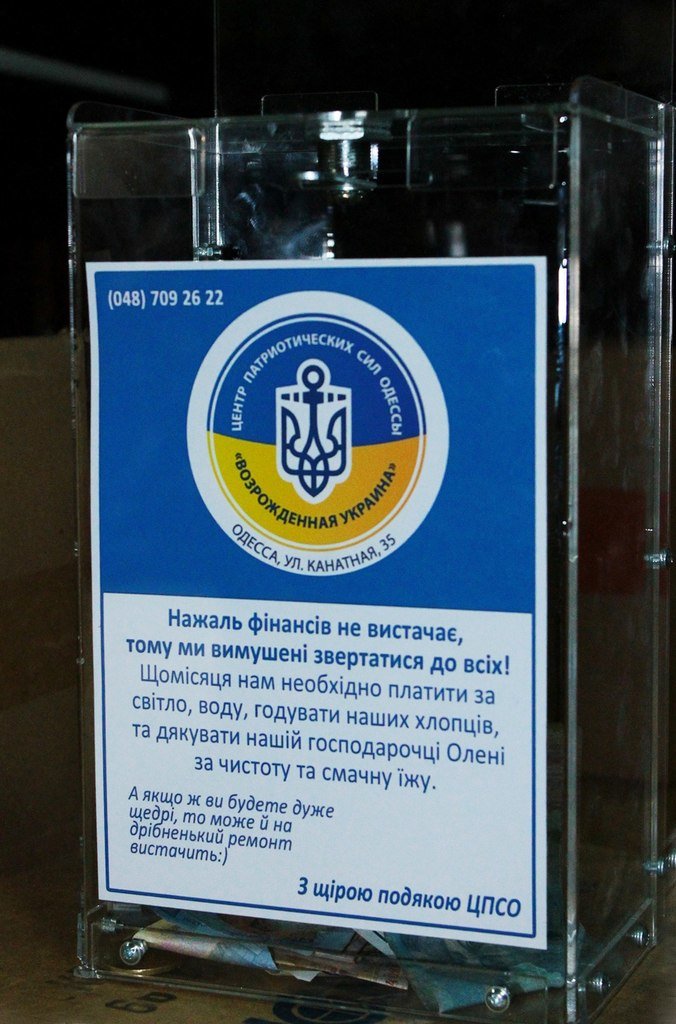 (048) 709 26 22
ЦЕНТР ПАТРИОТИЧЕСКИХ СИЛ ОДЕССЫ
«ВОЗРОЖДЕННАЯ УКРАИНА»
ОДЕССА, УЛ. КАНАТНАЯ, 35
Нажаль фінансів не вистачає,
тому ми вимушені звертатися до всіх!
Щомісяця нам необхідно платити за
світло, воду, годувати наших хлопців,
та дякувати нашій господарочці Олені
за чистоту та смачну їжу.
А якщо ж ви будете дуже
щедрі, то може й на
дрібненький ремонт
вистачить:)
З щірою подякою ЦПСО